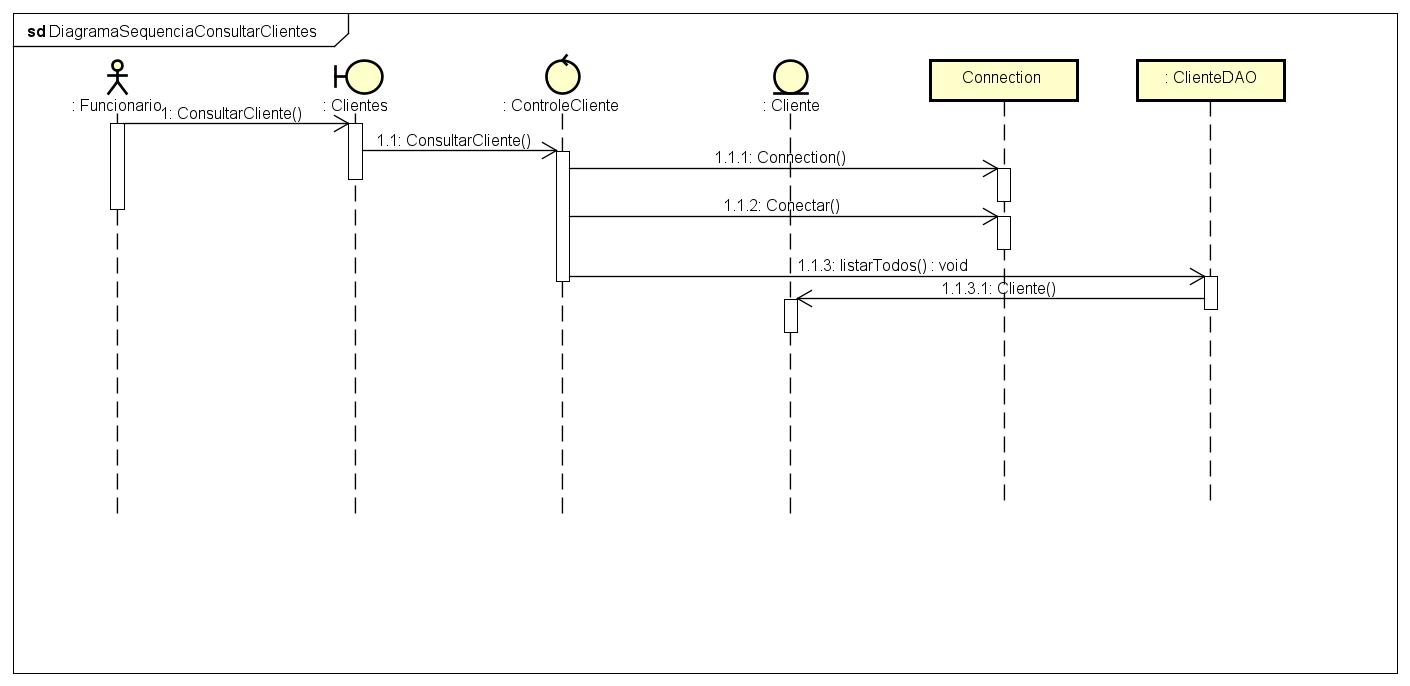 sd DiagramaSequenciaConsultarClientes
: Funcionario
: Clientes
: ControleCliente
: Cliente
Connection
: ClienteDAO
1: ConsultarCliente()
1.1: ConsultarCliente()
1.1.1: Connection()
1.1.2: Conectar()
1.1.3: listarTodos() : void
1.1.3.1: Cliente()